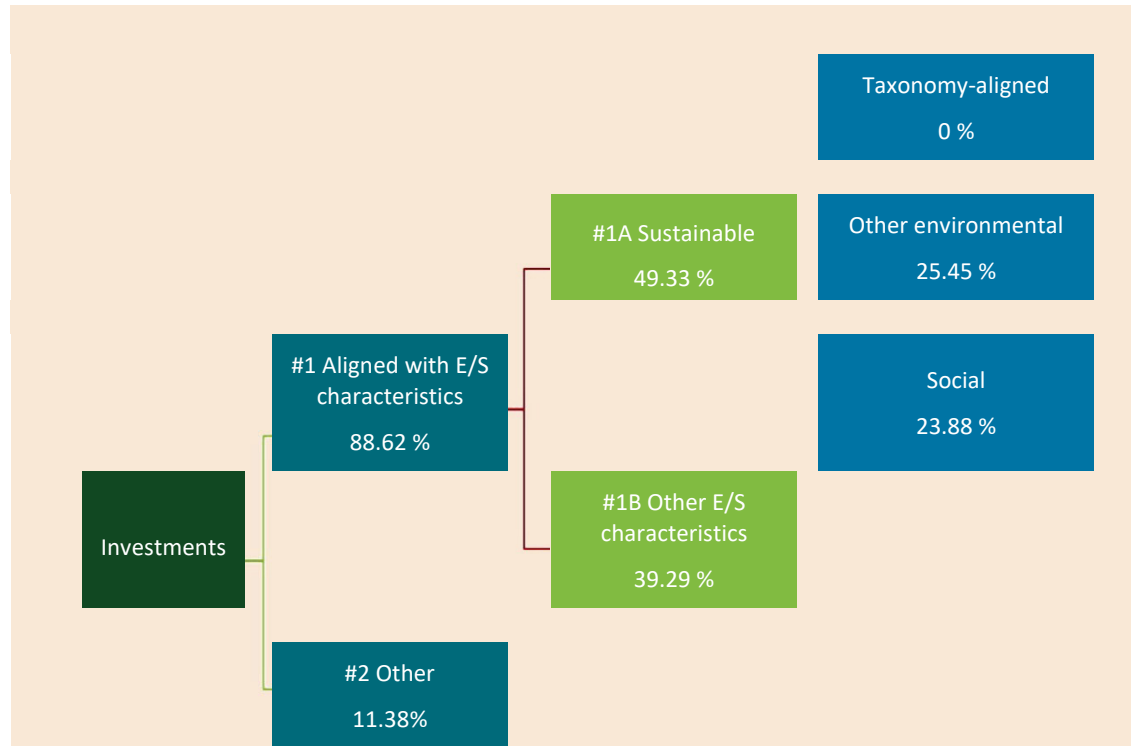 Taxonomy-aligned
0 %
#1A Sustainable
49.33 %
Other environmental
25.45 %
#1 Aligned with E/S
characteristics
88.62 %
Social
23.88 %
Investments
#1B Other E/S
characteristics
39.29 %
#2 Other
11.38%